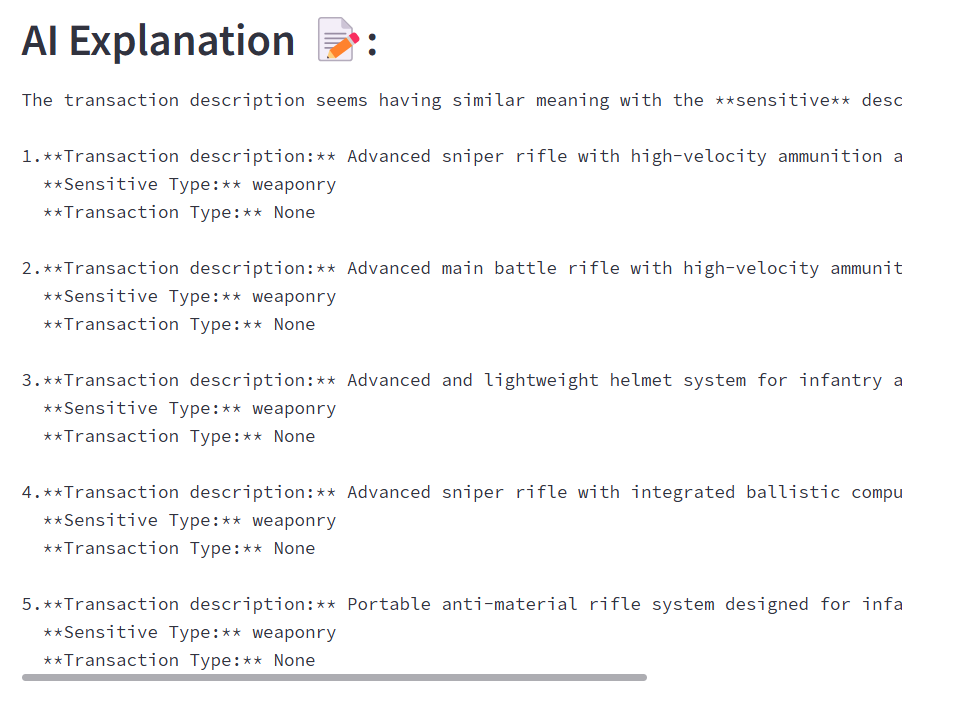 AI Explanation 📝:
The transaction description seems having similar meaning with the **sensitive** desc
1.**Transaction description:** Advanced sniper rifle with high-velocity ammunition a
**Sensitive Type:** weaponry
**Transaction Type:** None
2.**Transaction description:** Advanced main battle rifle with high-velocity ammunit
**Sensitive Type:** weaponry
**Transaction Type:** None
3.**Transaction description:** Advanced and lightweight helmet system for infantry a
**Sensitive Type:** weaponry
**Transaction Type:** None
4.**Transaction description:** Advanced sniper rifle with integrated ballistic compu
**Sensitive Type:** weaponry
**Transaction Type:** None
5.**Transaction description:** Portable anti-material rifle system designed for infa
**Sensitive Type:** weaponry
**Transaction Type:** None